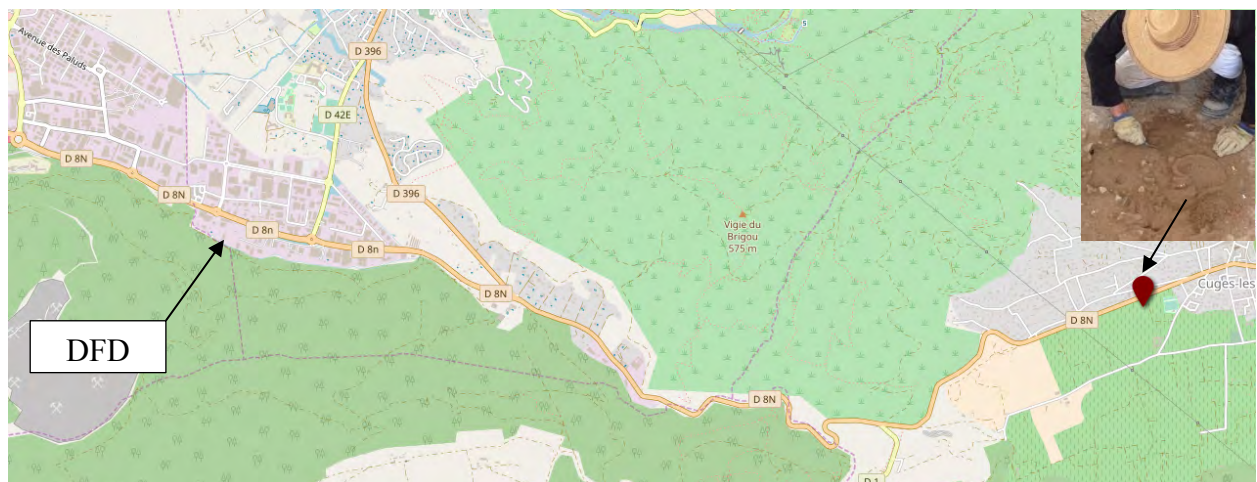 Avenue des Paluds
D 396
D 42E
D 8N
D 8N
D 8n
D 8n
D 396
D 8N
Vigie du
Brigou
575 m
Cuges-les
D 8N
DFD
D 8N
D 1